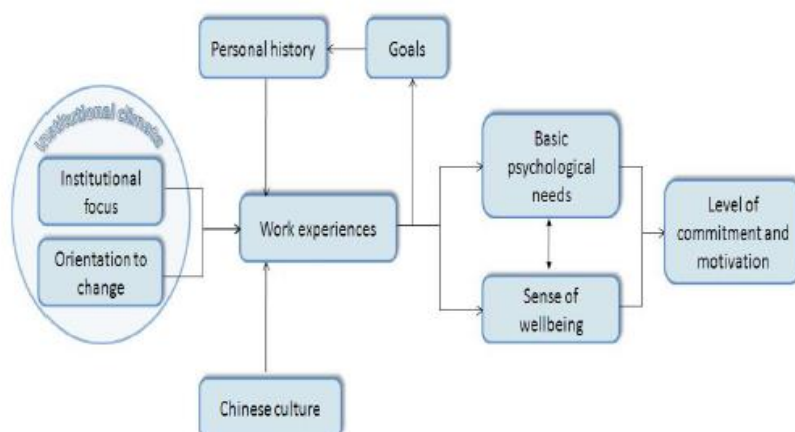 Personal history
Goals
Institutional climate
Institutional
focus
Orientation to
change
Work experiences
Basic
psychological
needs
Sense of
wellbeing
Level of
commitment and
motivation
Chinese culture